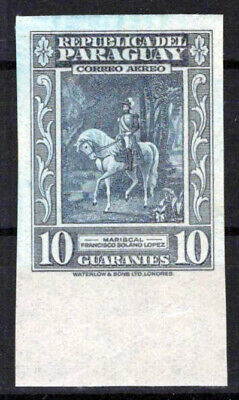 REPUBLICA DEL
PARAGUAY
CORREO AEREO
MARISCAL
FRANCISCO SOLANO LOPEZ
10 GUARANIES 10
WATERLOW & SONS LTD, LONDRES.